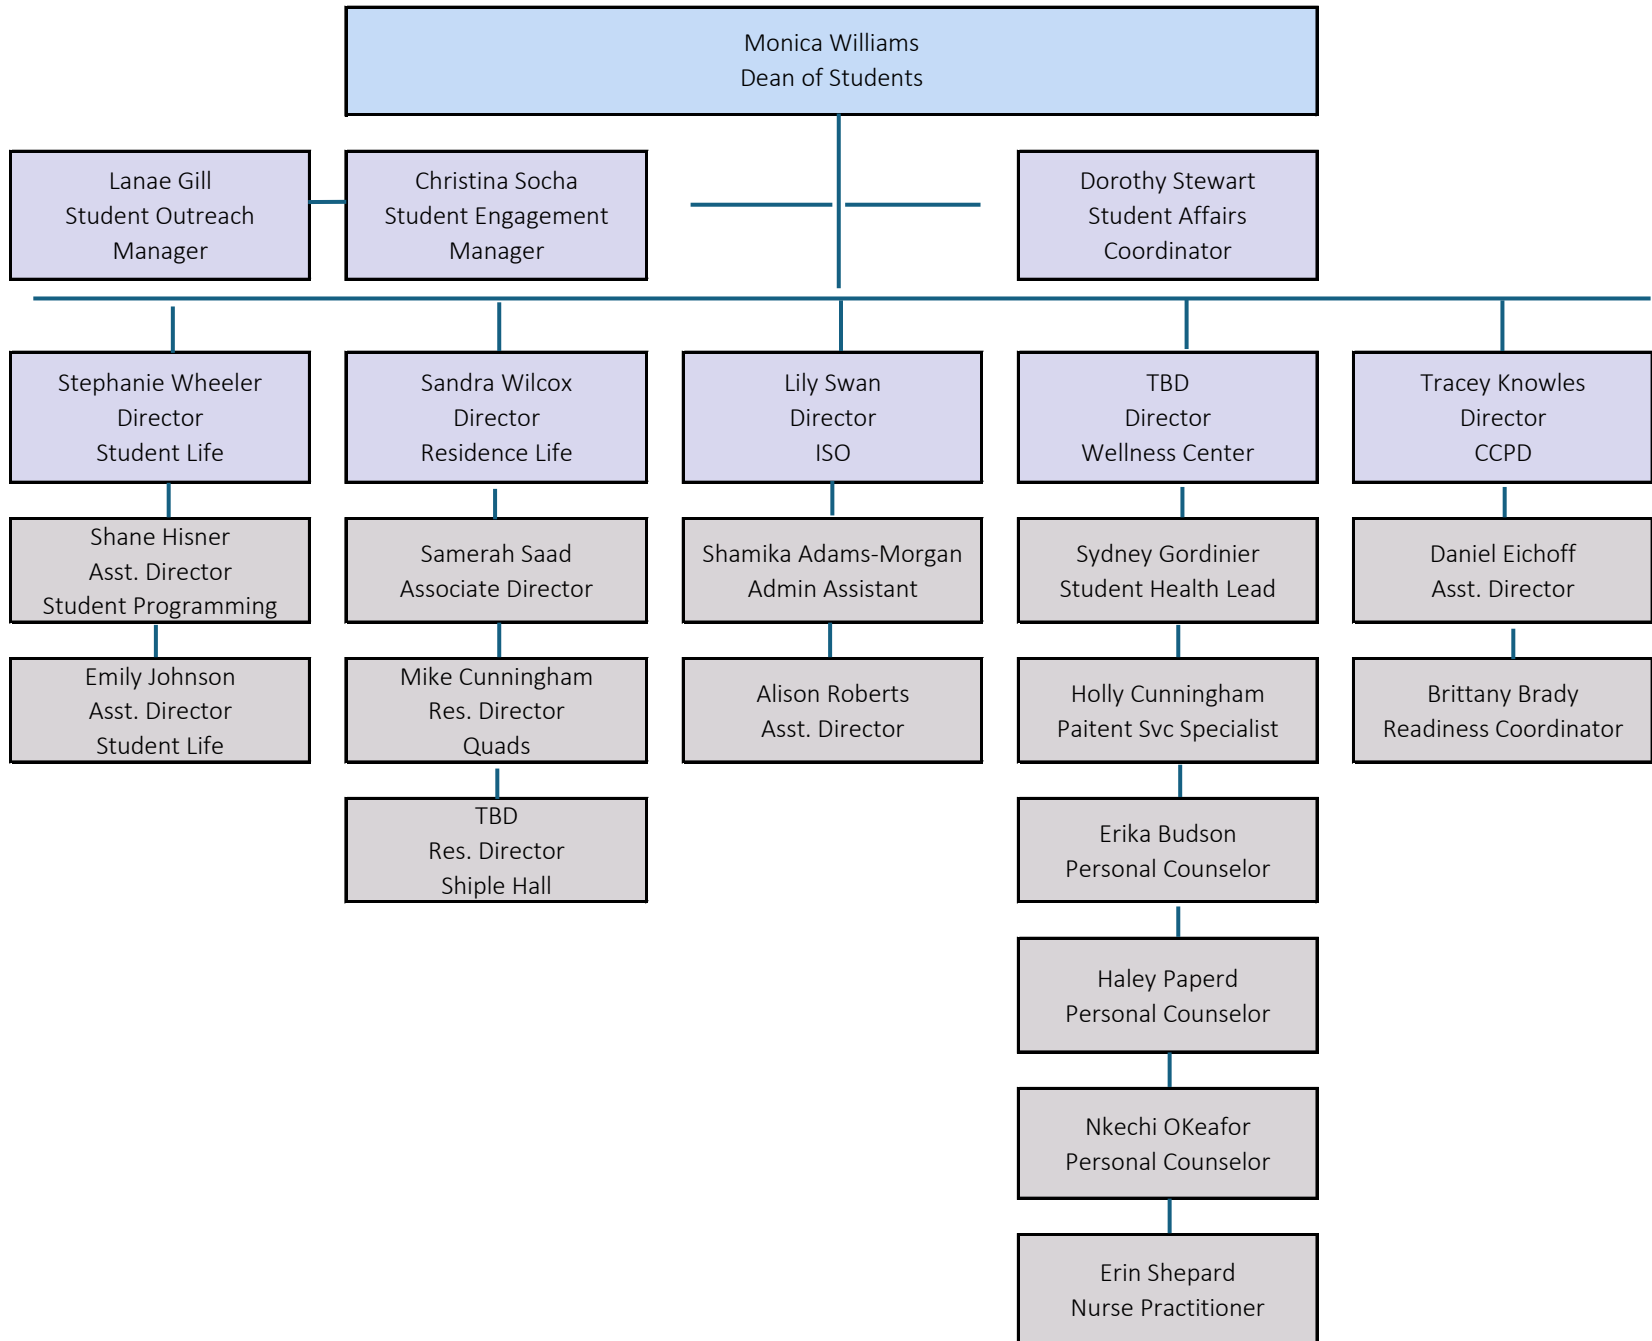 Monica Williams
Dean of Students
Lanae Gill
Student Outreach
Manager
Christina Socha
Student Engagement
Manager
Dorothy Stewart
Student Affairs
Coordinator
Stephanie Wheeler
Director
Student Life
Sandra Wilcox
Director
Residence Life
Lily Swan
Director
ISO
TBD
Director
Wellness Center
Tracey Knowles
Director
CCPD
Shane Hisner
Asst. Director
Student Programming
Samerah Saad
Associate Director
Shamika Adams-Morgan
Admin Assistant
Sydney Gordinier
Student Health Lead
Daniel Eichoff
Asst. Director
Emily Johnson
Asst. Director
Student Life
Mike Cunningham
Res. Director
Quads
Alison Roberts
Asst. Director
Holly Cunningham
Paitent Svc Specialist
Brittany Brady
Readiness Coordinator
TBD
Res. Director
Shiple Hall
Erika Budson
Personal Counselor
Haley Paperd
Personal Counselor
Nkechi OKeafor
Personal Counselor
Erin Shepard
Nurse Practitioner